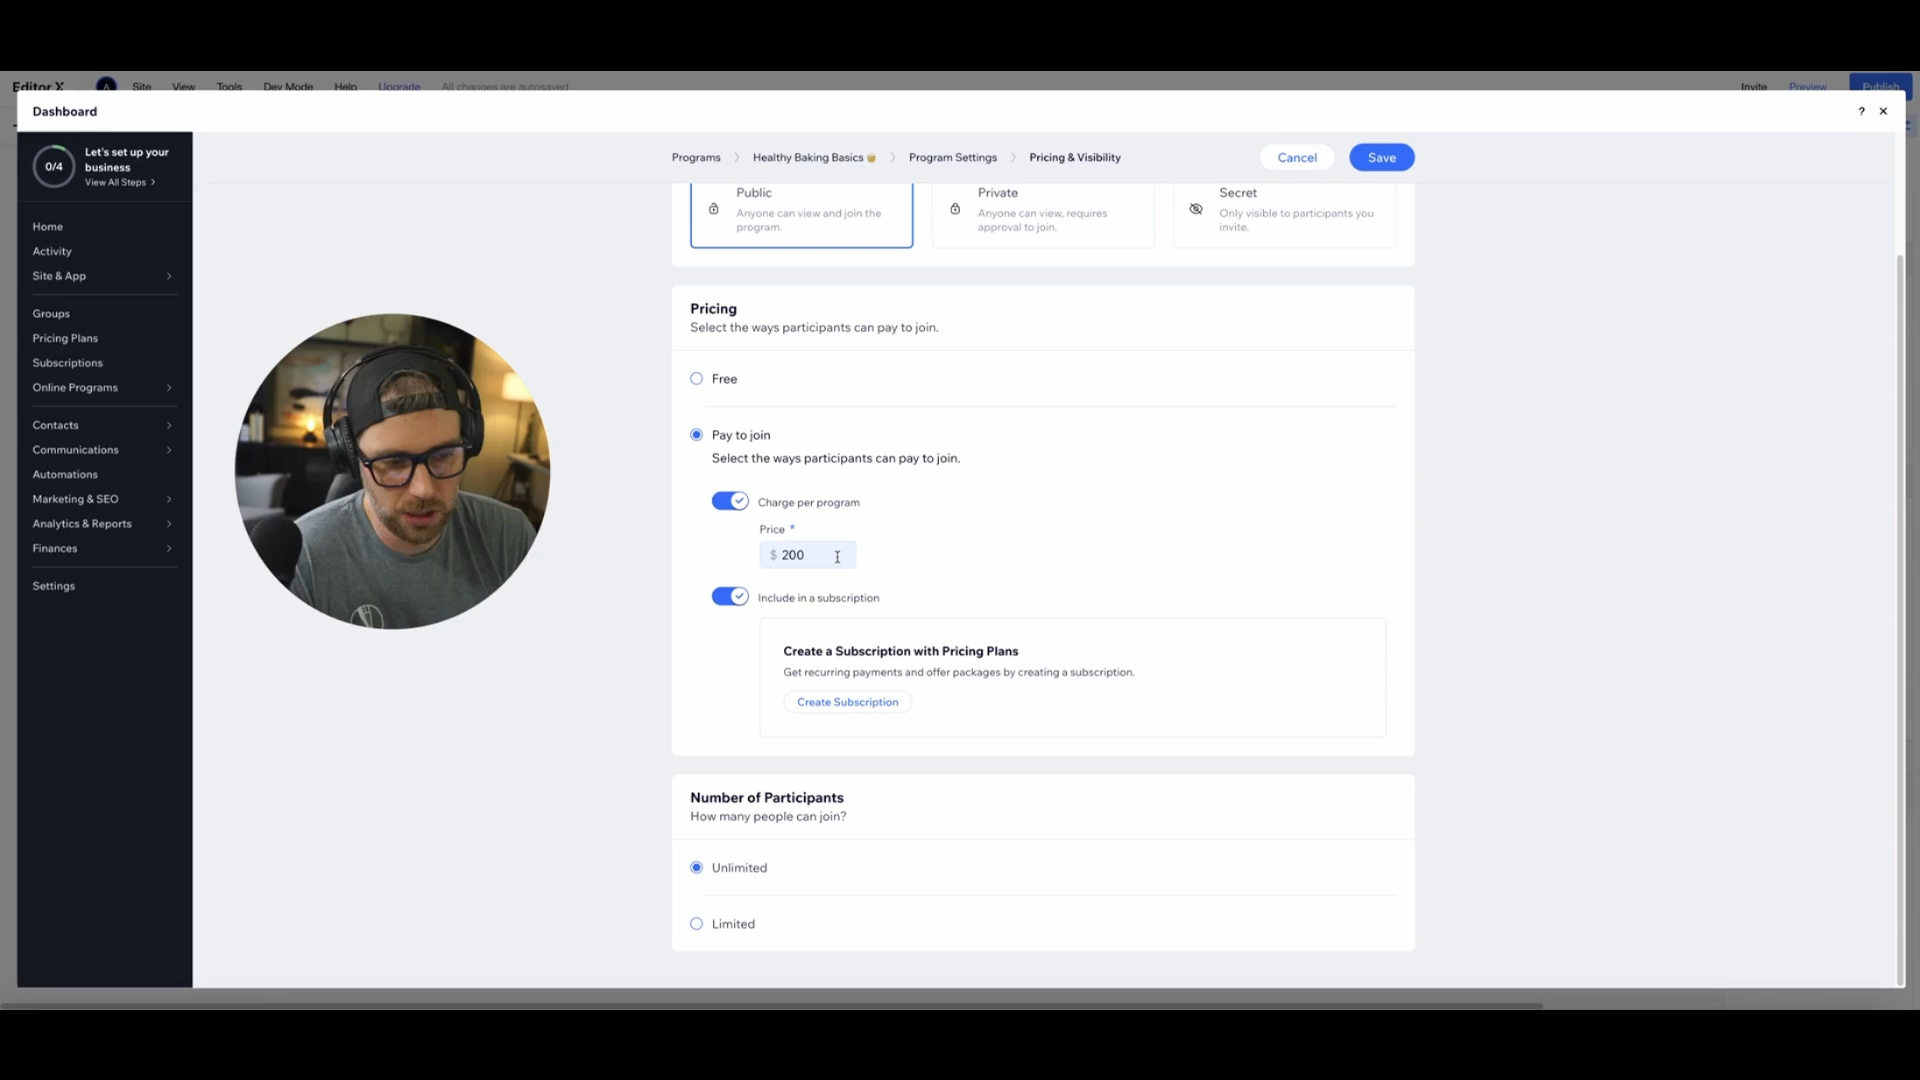 Editor X
Site
View
Tools
Dev Mode
Help
Upgrade
All changes are autosaved
Invite
Preview
Publish
Dashboard
?
0/4
Let's set up your
business
View All Steps
Home
Activity
Site & App
Groups
Pricing Plans
Subscriptions
Online Programs
Contacts
Communications
Automations
Marketing & SEO
Analytics & Reports
Finances
Settings
Programs
Healthy Baking Basics
Program Settings
Pricing & Visibility
Cancel
Save
Public
Anyone can view and join the
program.
Private
Anyone can view, requires
approval to join.
Secret
Only visible to participants you
invite.
Pricing
Select the ways participants can pay to join.
Free
Pay to join
Select the ways participants can pay to join.
Charge per program
Price *
$ 200
Include in a subscription
Create a Subscription with Pricing Plans
Get recurring payments and offer packages by creating a subscription.
Create Subscription
Number of Participants
How many people can join?
Unlimited
Limited